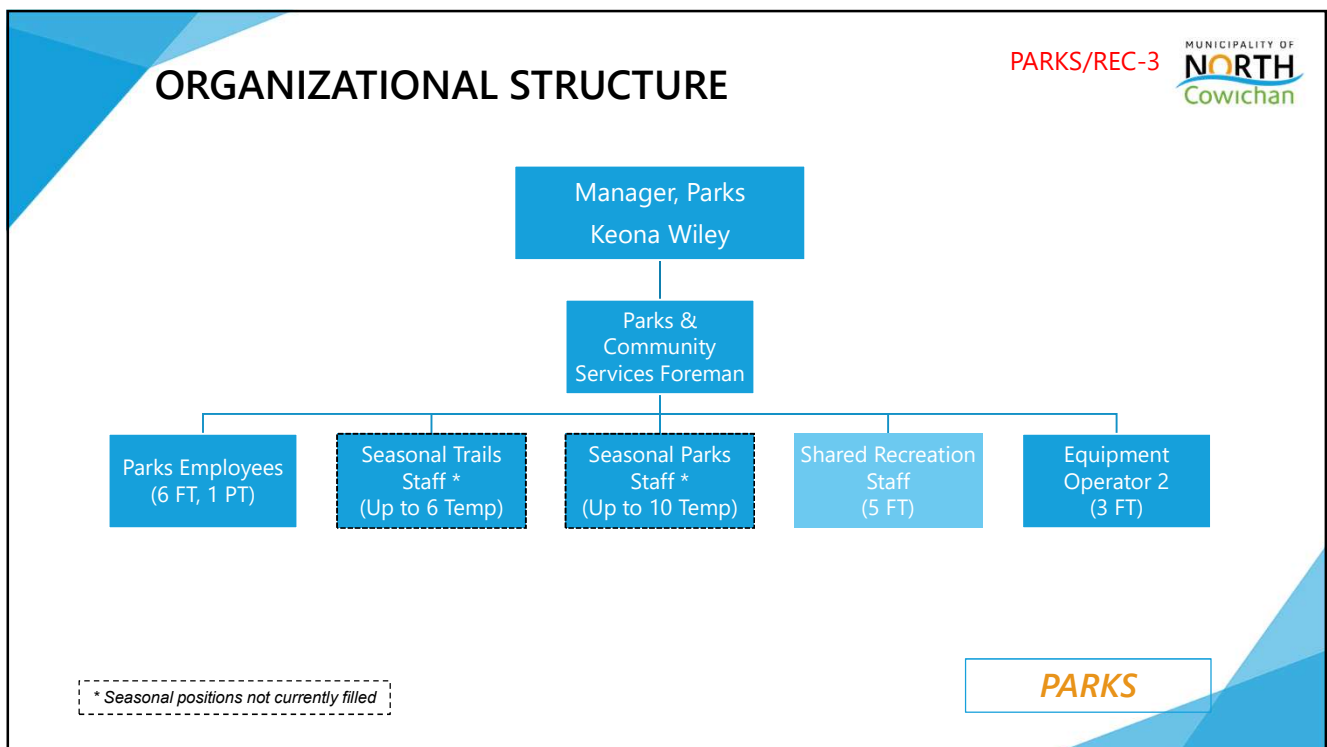 ORGANIZATIONAL STRUCTURE
PARKS/REC-3
MUNICIPALITY OF
NORTH
Cowichan
Manager, Parks
Keona Wiley
Parks &
Community
Services Foreman
Parks Employees
(6 FT, 1 PT)
Seasonal Trails
Staff *
(Up to 6 Temp)
Seasonal Parks
Staff *
(Up to 10 Temp)
Shared Recreation
Staff
(5 FT)
Equipment
Operator 2
(3 FT)
* Seasonal positions not currently filled
PARKS